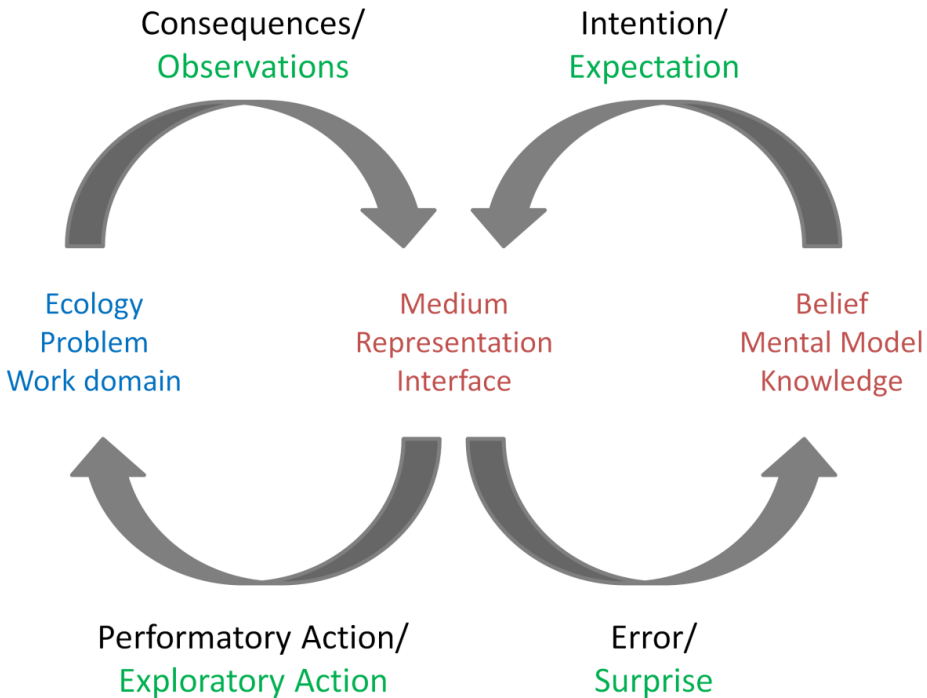 Consequences/
Observations
Intention/
Expectation
Ecology
Problem
Work domain
Medium
Representation
Interface
Belief
Mental Model
Knowledge
Performatory Action/
Exploratory Action
Error/
Surprise